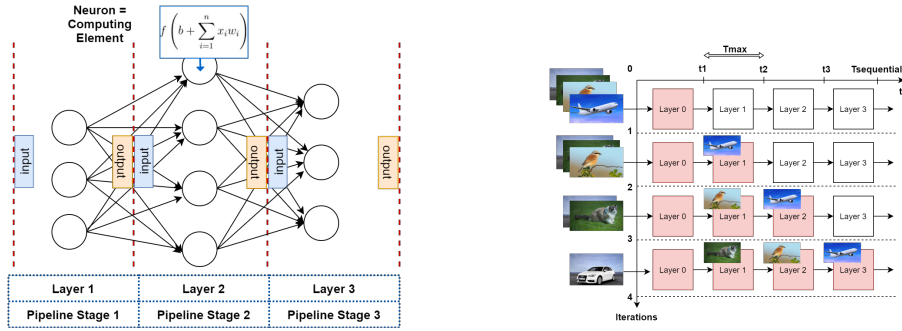 Neuron =
Computing
Element
f(b + \sum_{i=1}^{n} x_i w_i)
input
output
input
output
input
output
Layer 1
Layer 2
Layer 3
Pipeline Stage 1
Pipeline Stage 2
Pipeline Stage 3
Tmax
0
t1
t2
t3
Tsequential
t
Layer 0
Layer 1
Layer 2
Layer 3
1
Layer 0
Layer 1
Layer 2
Layer 3
2
Layer 0
Layer 1
Layer 2
Layer 3
3
Layer 0
Layer 1
Layer 2
Layer 3
4
Iterations